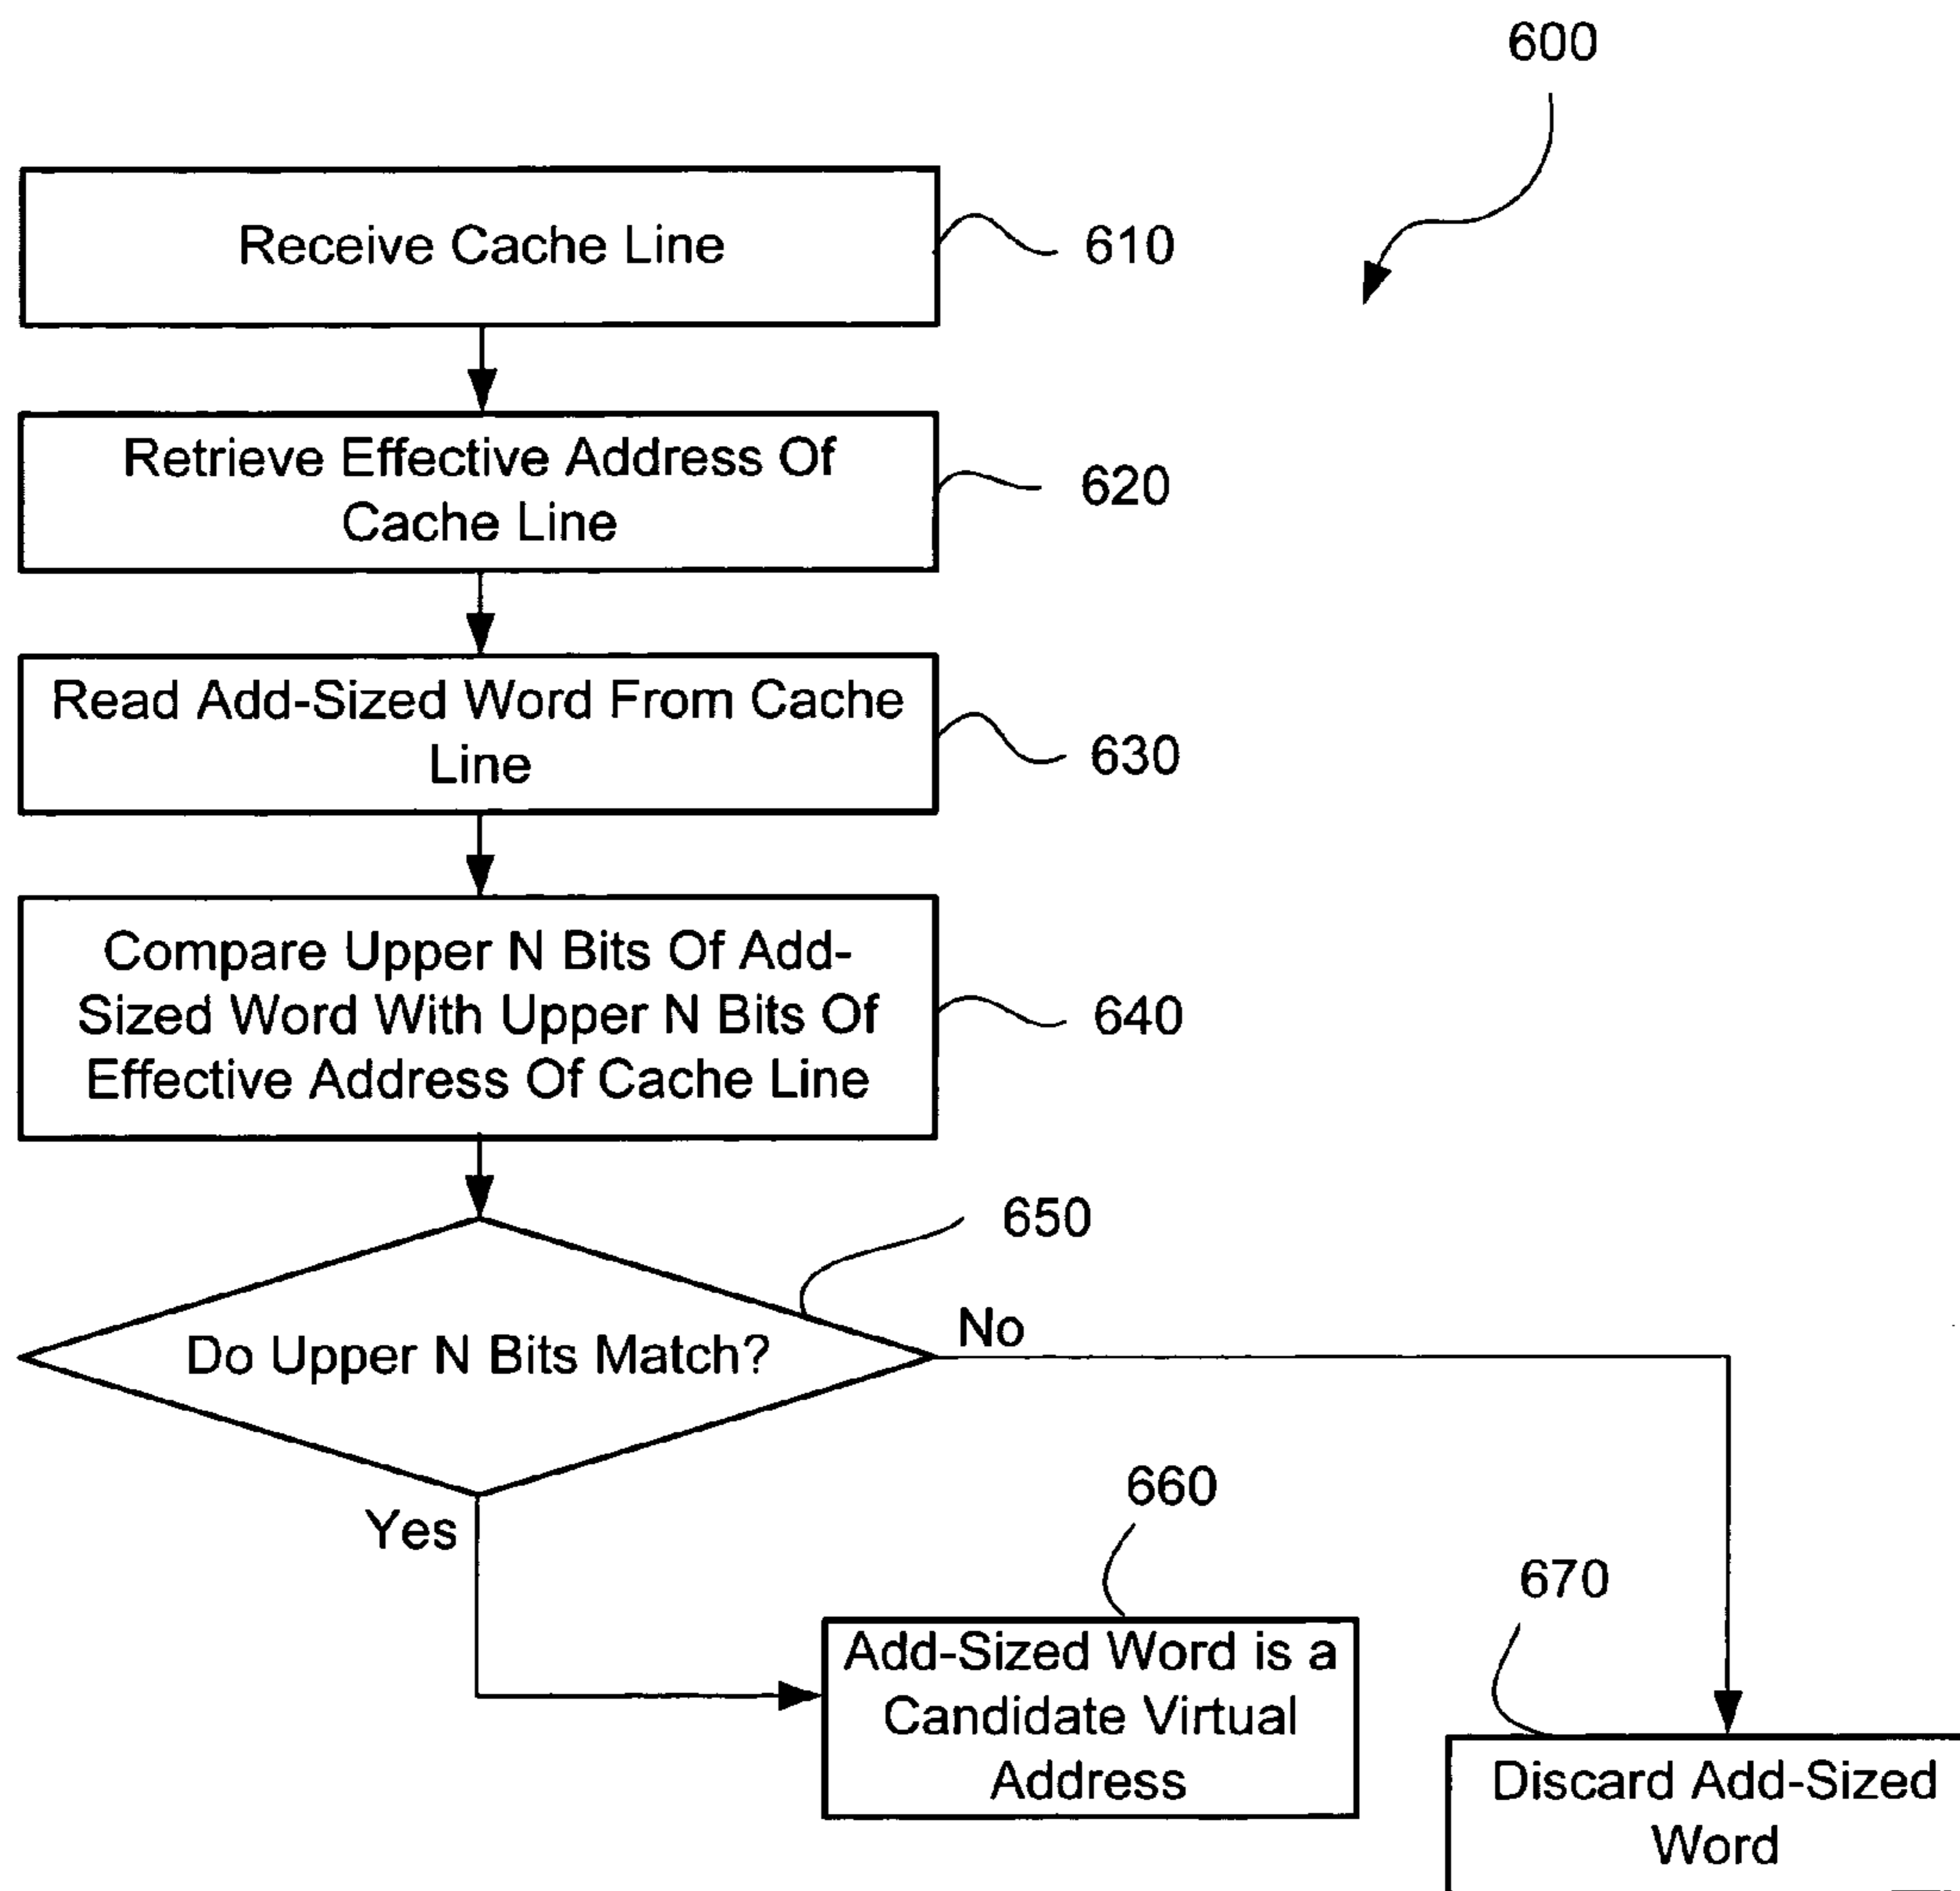 600
Receive Cache Line
610
Retrieve Effective Address Of
Cache Line
620
Read Add-Sized Word From Cache
Line
630
Compare Upper N Bits Of Add-
Sized Word With Upper N Bits Of
Effective Address Of Cache Line
640
650
Do Upper N Bits Match?
No
Yes
660
Add-Sized Word is a
Candidate Virtual
Address
670
Discard Add-Sized
Word